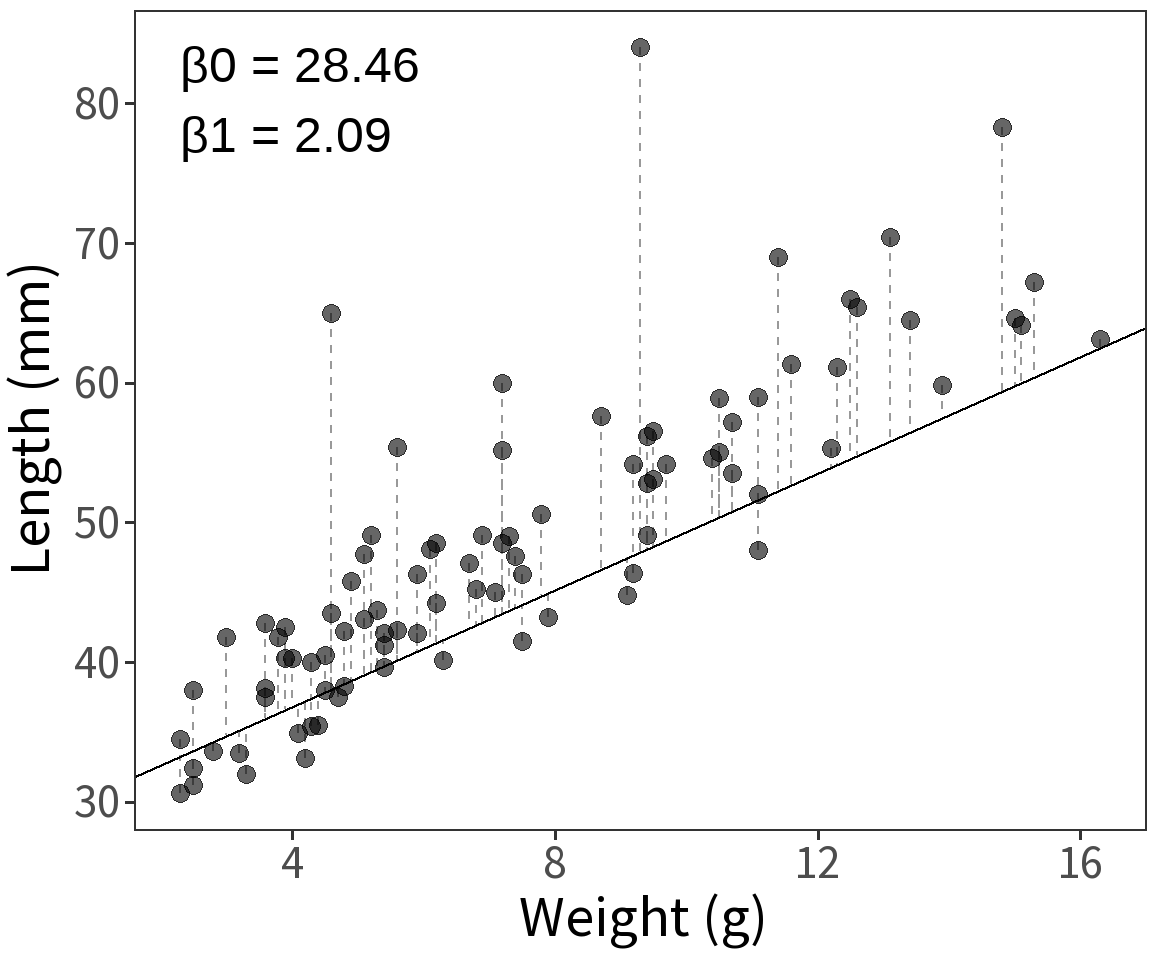 β0 = 28.46
β1 = 2.09
80
70
60
50
40
30
Length (mm)
4 8 12 16
Weight (g)